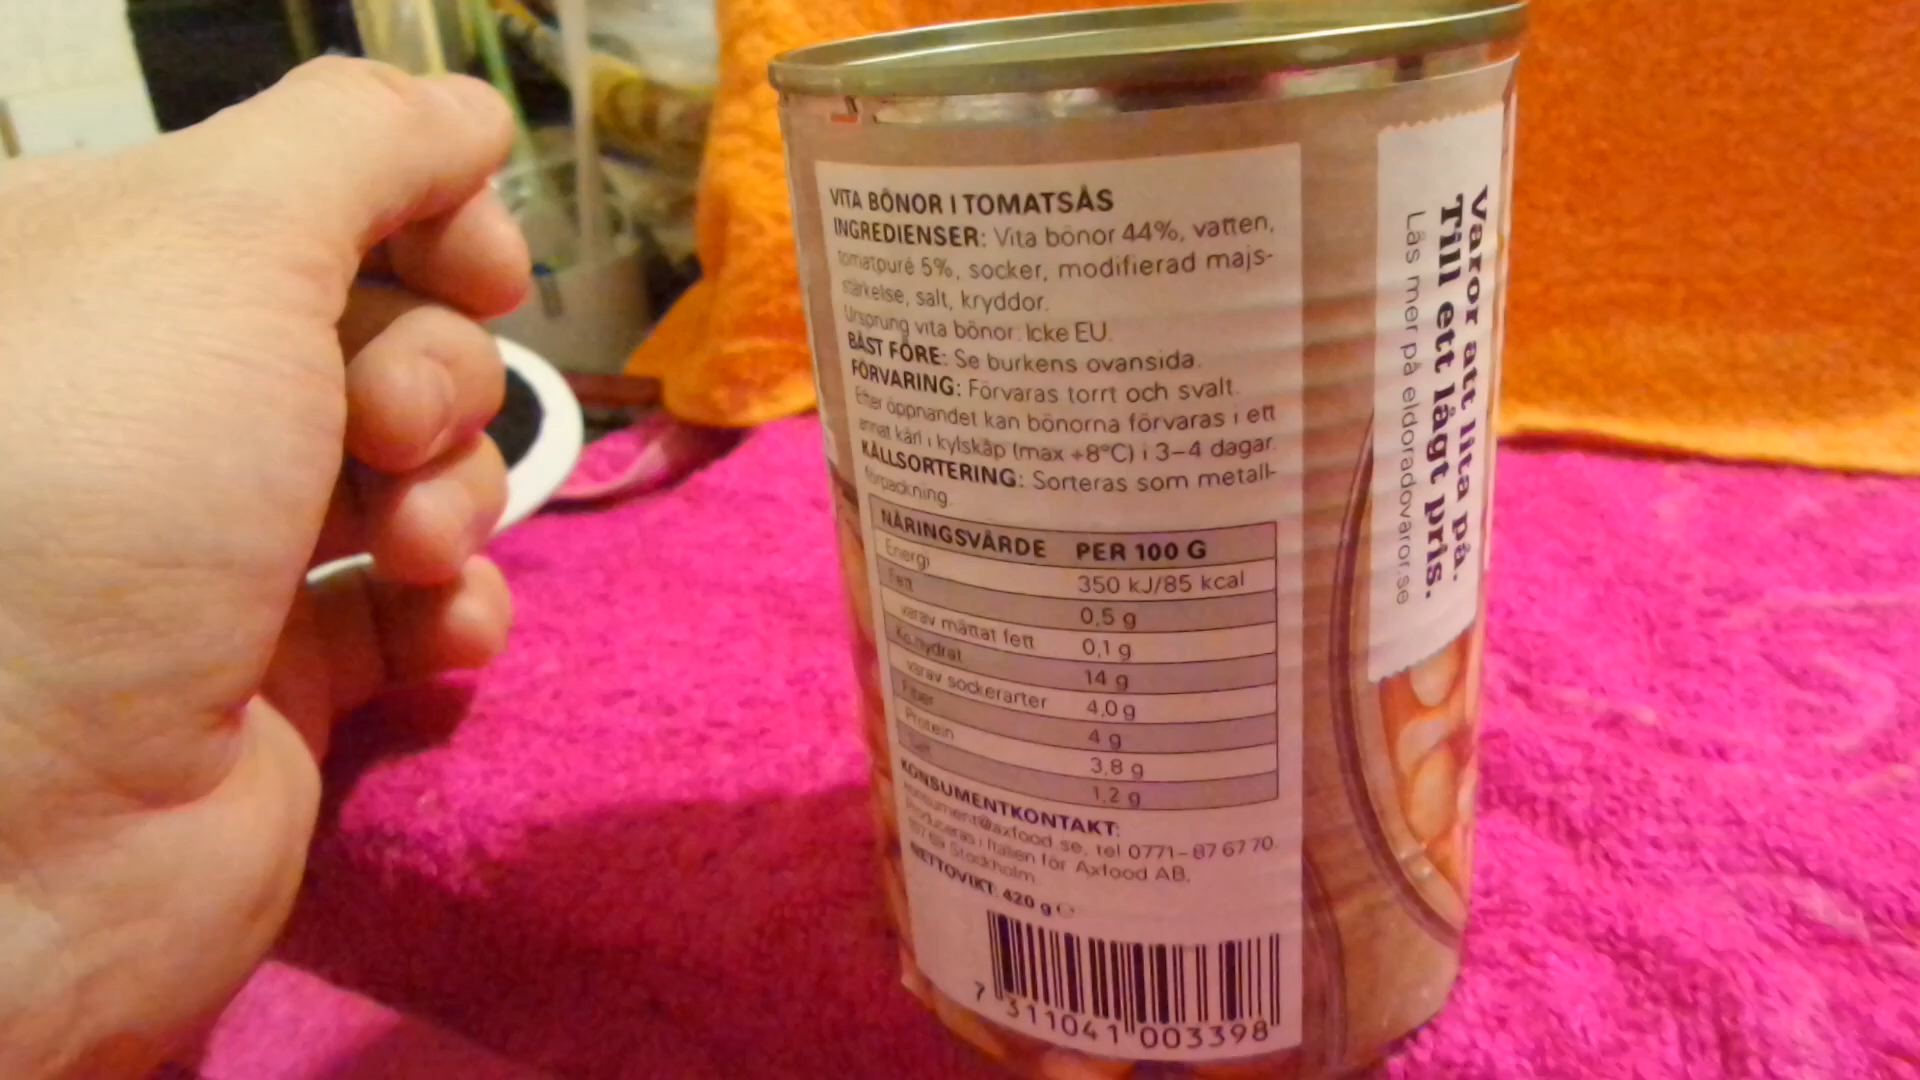 VITA BÖNOR I TOMATSÅS
INGREDIENSER: Vita bönor 44%, vatten,
tomatpuré 5%, socker, modifierad majs-
stärkelse, salt, kryddor.
Ursprung vita bönor: Icke EU.
BÄST FÖRE: Se burkens ovansida.
FÖRVARING: Förvaras torrt och svalt.
Efter öppnandet kan bönorna förvaras i ett
annat kärl i kylskåp (max +8°C) i 3–4 dagar.
KÄLLSORTERING: Sorteras som metall-
förpackning.
NÄRINGSVÄRDE PER 100 G
Energi 350 kJ/85 kcal
Fett 0,5 g
varav mättat fett 0,1 g
Kolhydrat 14 g
varav sockerarter 4,0 g
Fiber 4 g
Protein 3,8 g
Salt 1,2 g
KONSUMENTKONTAKT:
konsument@axfood.se, tel 0771-87 67 70.
Produceras i Italien för Axfood AB,
Stockholm
NETTOVIKT: 420 g ℮
7 311041 003398
Varor att lita på.
Till ett lågt pris.
Läs mer på eldoradovaror.se